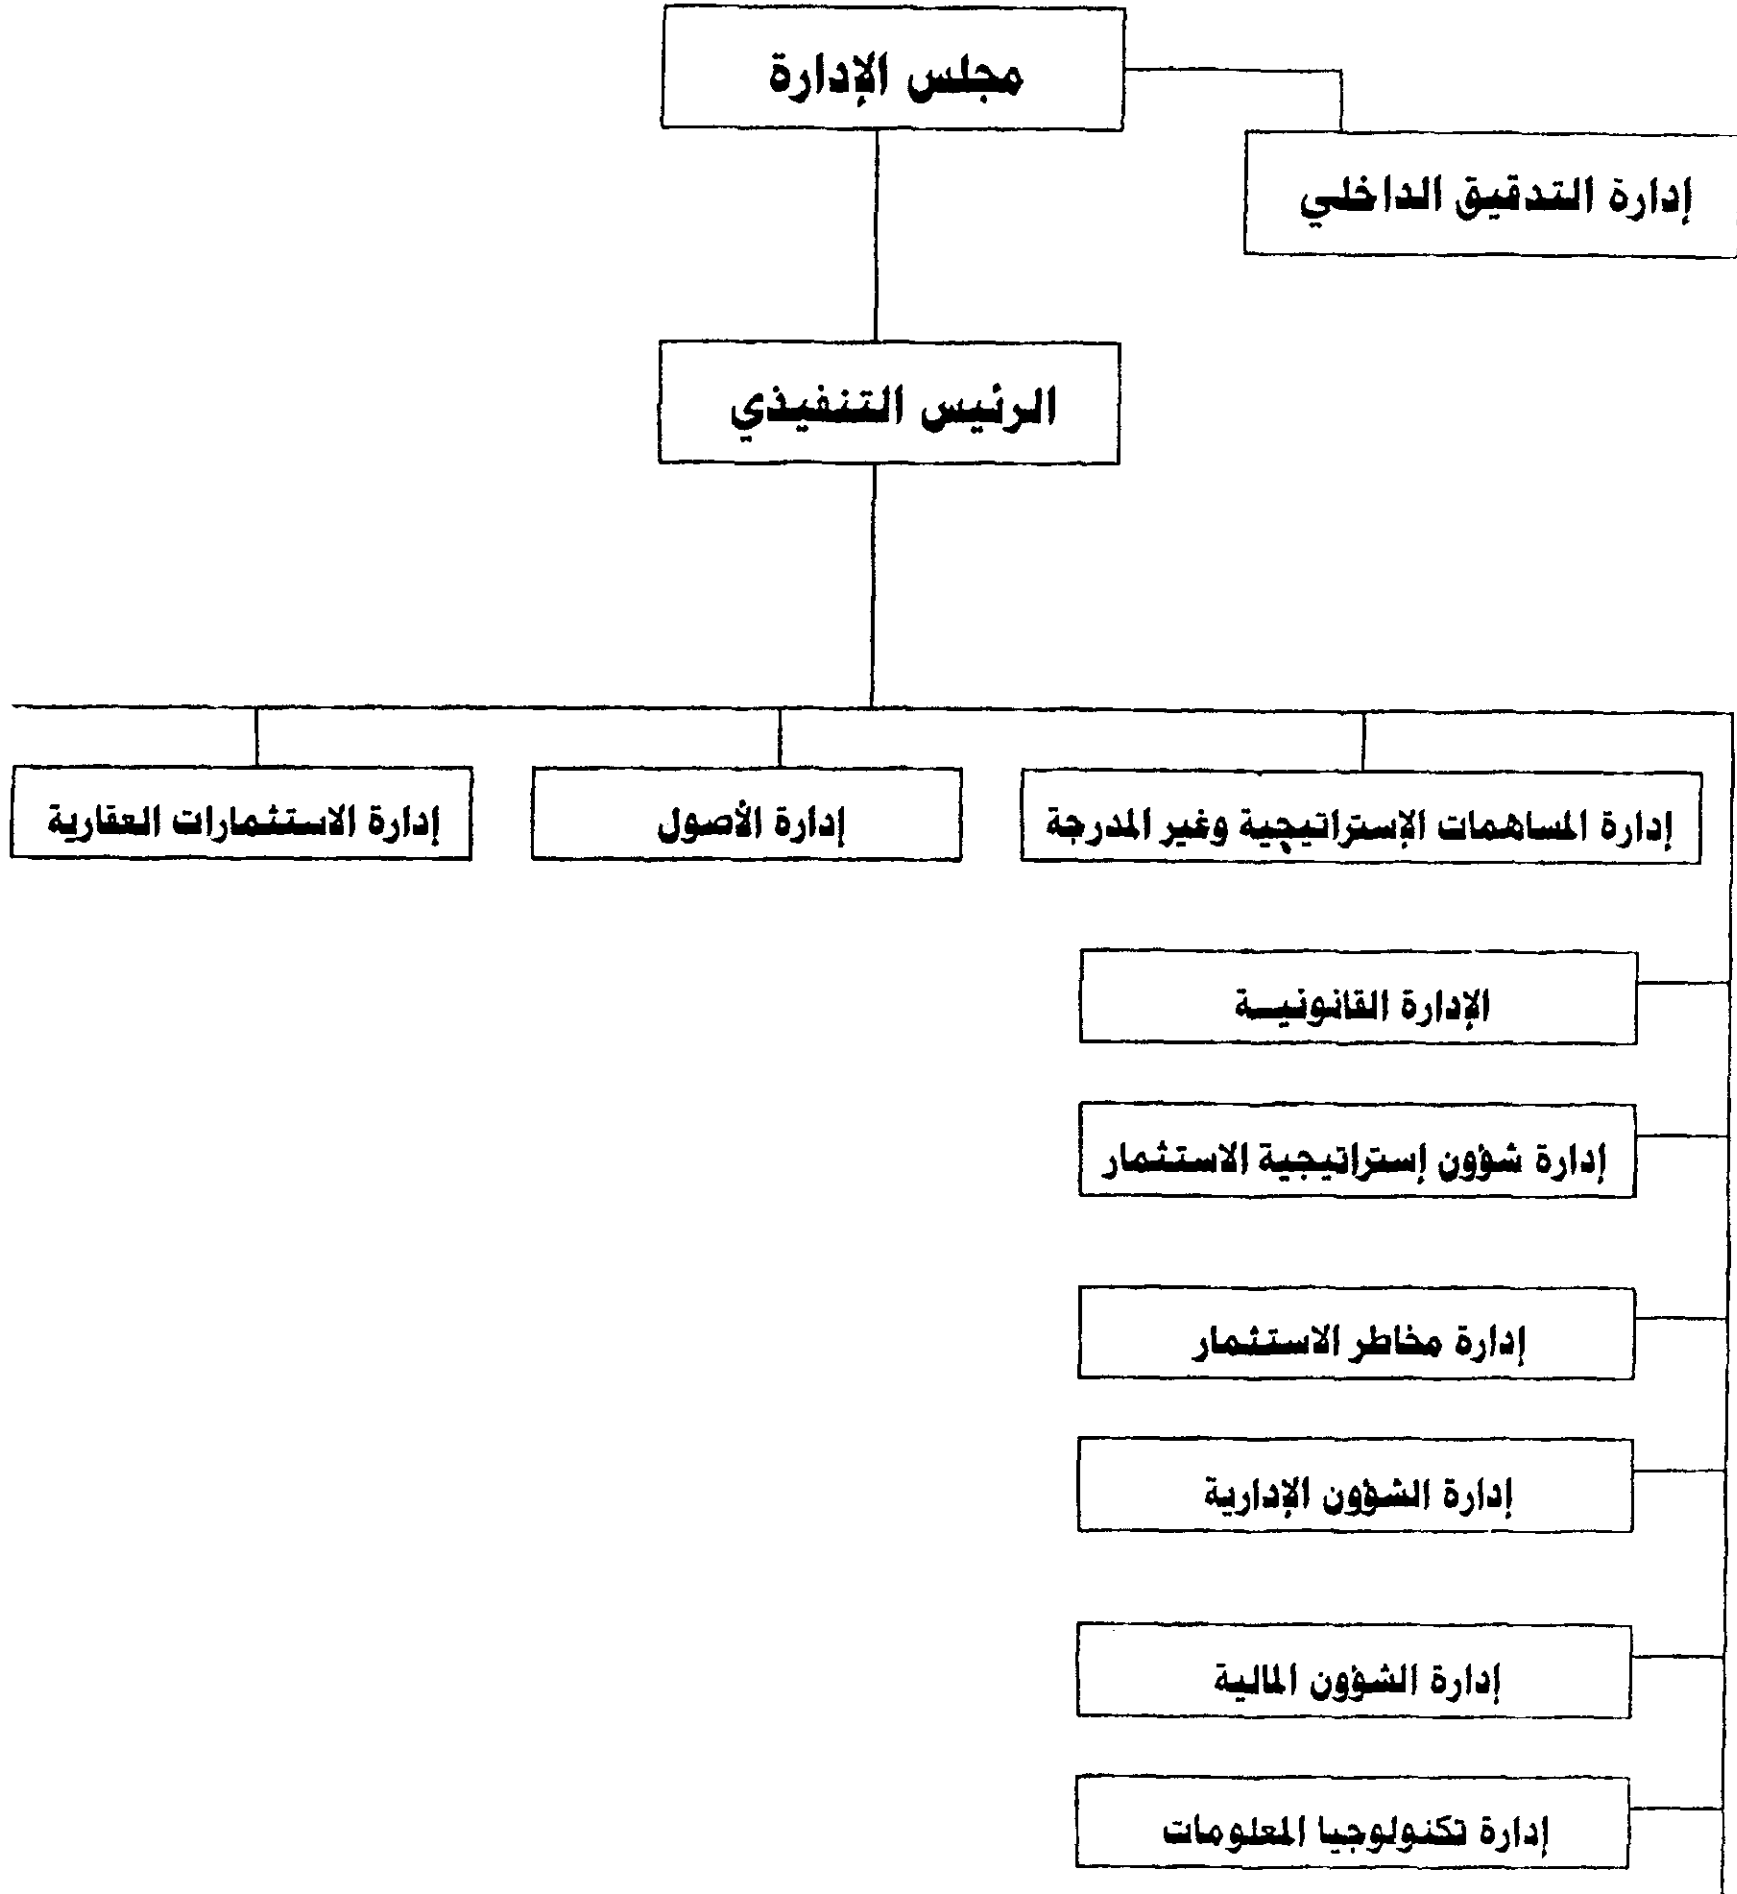 مجلس الإدارة
إدارة التدقيق الداخلي
الرئيس التنفيذي
إدارة المساهمات الإستراتيجية وغير المدرجة
إدارة الأصول
إدارة الاستثمارات العقارية
الإدارة القانونيــة
إدارة شؤون إستراتيجية الاستثمار
إدارة مخاطر الاستثمار
إدارة الشؤون الإدارية
إدارة الشؤون المالية
إدارة تكنولوجيا المعلومات